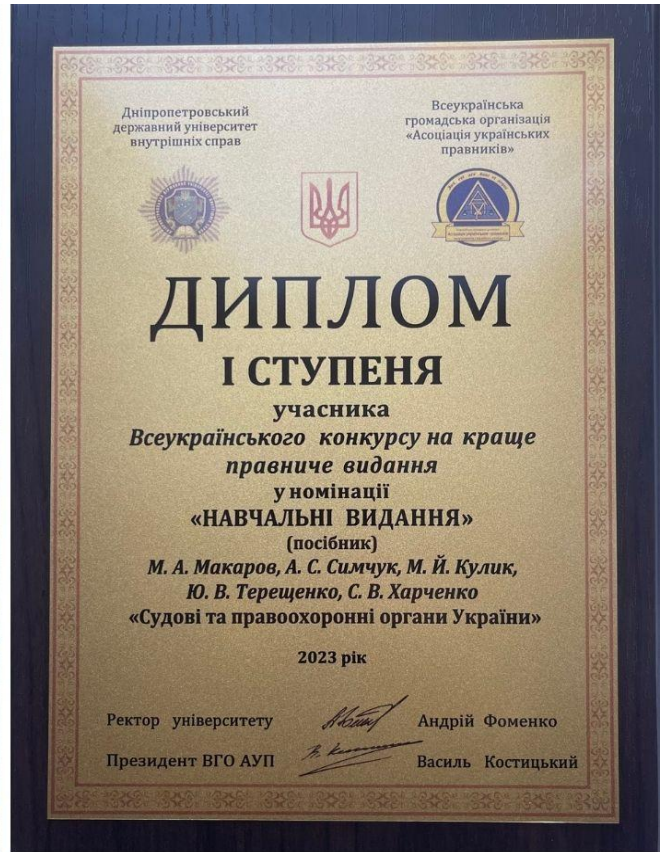 Дніпропетровський
державний університет
внутрішніх справ
Всеукраїнська
громадська організація
«Асоціація українських
правників»
ДИПЛОМ
І СТУПЕНЯ
учасника
Всеукраїнського конкурсу на краще
правниче видання
у номінації
«НАВЧАЛЬНІ ВИДАННЯ»
(посібник)
М. А. Макаров, А. С. Симчук, М. Й. Кулик,
Ю. В. Терещенко, С. В. Харченко
«Судові та правоохоронні органи України»
2023 рік
Ректор університету Андрій Фоменко
Президент ВГО АУП Василь Костицький